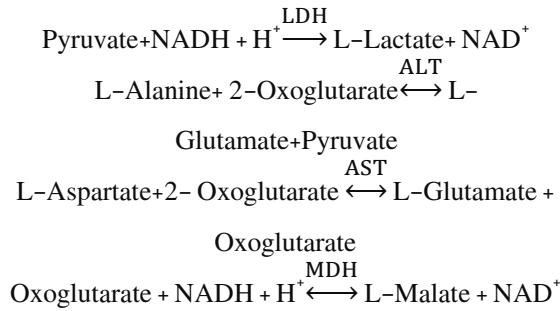 LDH
Pyruvate+NADH + H⁺ ⟶ L–Lactate+ NAD⁺
ALT
L–Alanine+ 2–Oxoglutarate ⟷ L–
Glutamate+Pyruvate
AST
L–Aspartate+2– Oxoglutarate ⟷ L–Glutamate +
Oxoglutarate
MDH
Oxoglutarate + NADH + H⁺ ⟷ L–Malate + NAD⁺